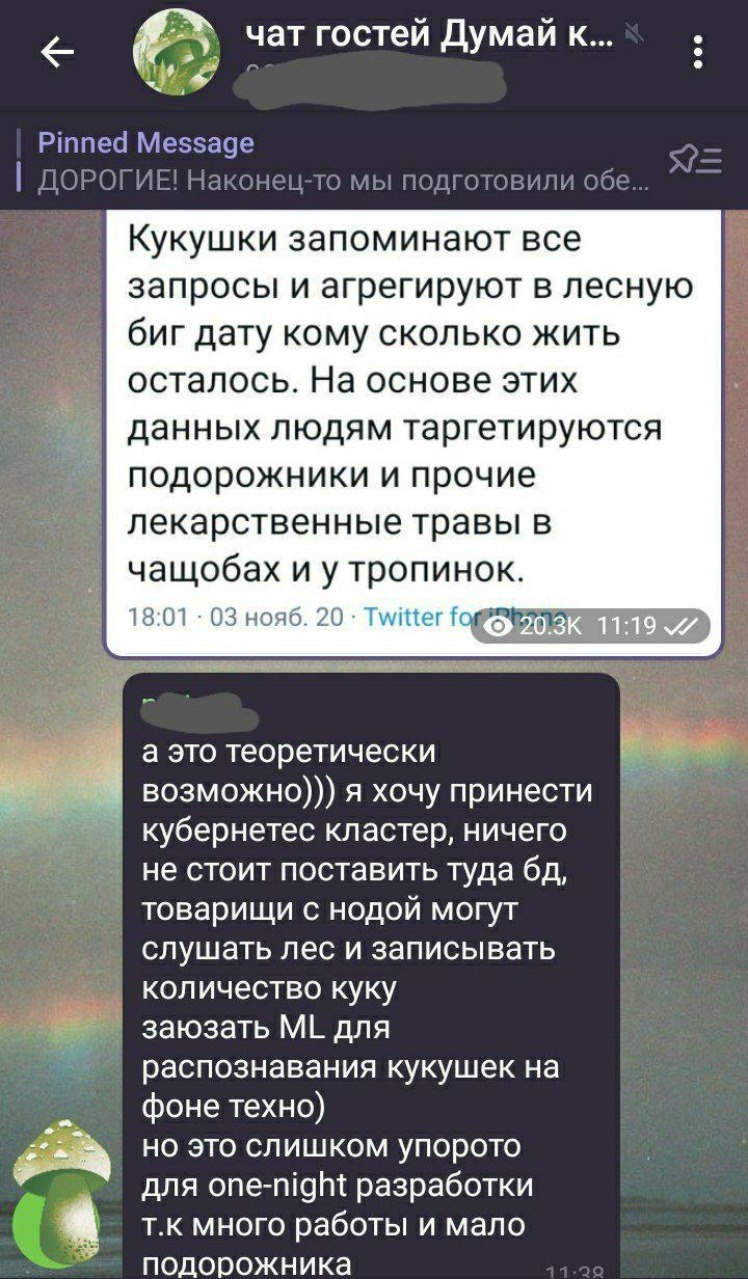 чат гостей Думай к...
Pinned Message
ДОРОГИЕ! Наконец-то мы подготовили обе...
Кукушки запоминают все
запросы и агрегируют в лесную
биг дату кому сколько жить
осталось. На основе этих
данных людям таргетируются
подорожники и прочие
лекарственные травы в
чащобах и у тропинок.
18:01 · 03 нояб. 20 · Twitter for iPhone
20.3K 11:19
а это теоретически
возможно))) я хочу принести
кубернетес кластер, ничего
не стоит поставить туда бд,
товарищи с нодой могут
слушать лес и записывать
количество куку
заюзать ML для
распознавания кукушек на
фоне техно)
но это слишком упорото
для one-night разработки
т.к много работы и мало
подорожника
11:38